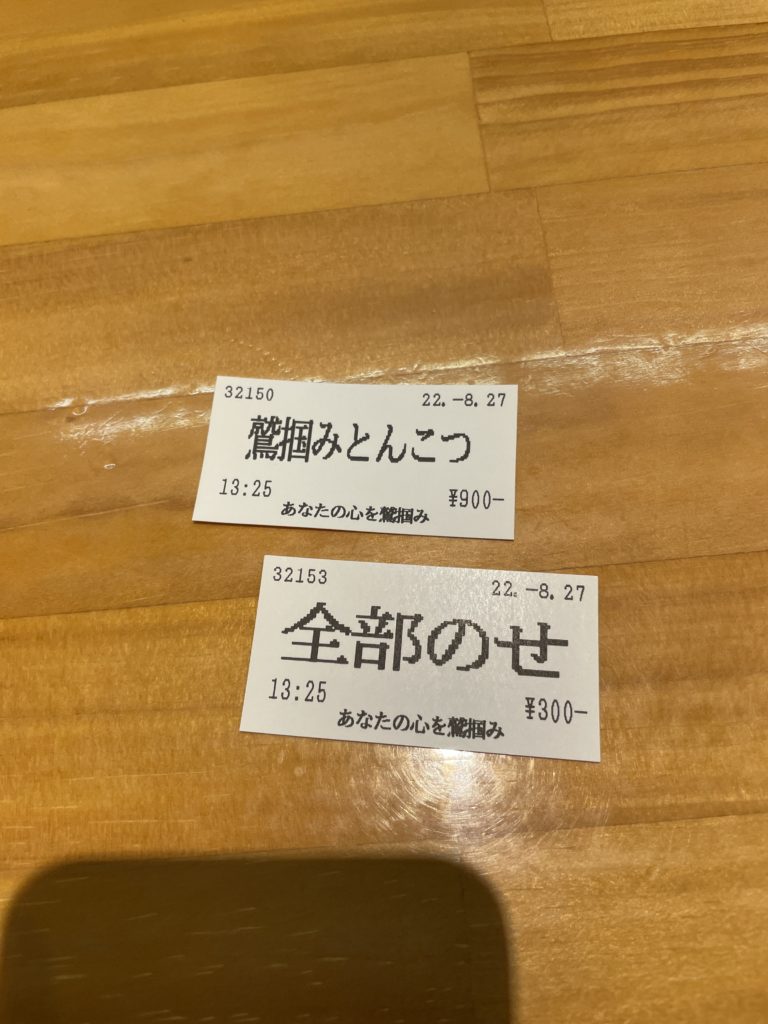 32150 22.-8.27
鷲掴みとんこつ
13:25 ¥900-
あなたの心を鷲掴み
32153 22.-8.27
全部のせ
13:25 ¥300-
あなたの心を鷲掴み